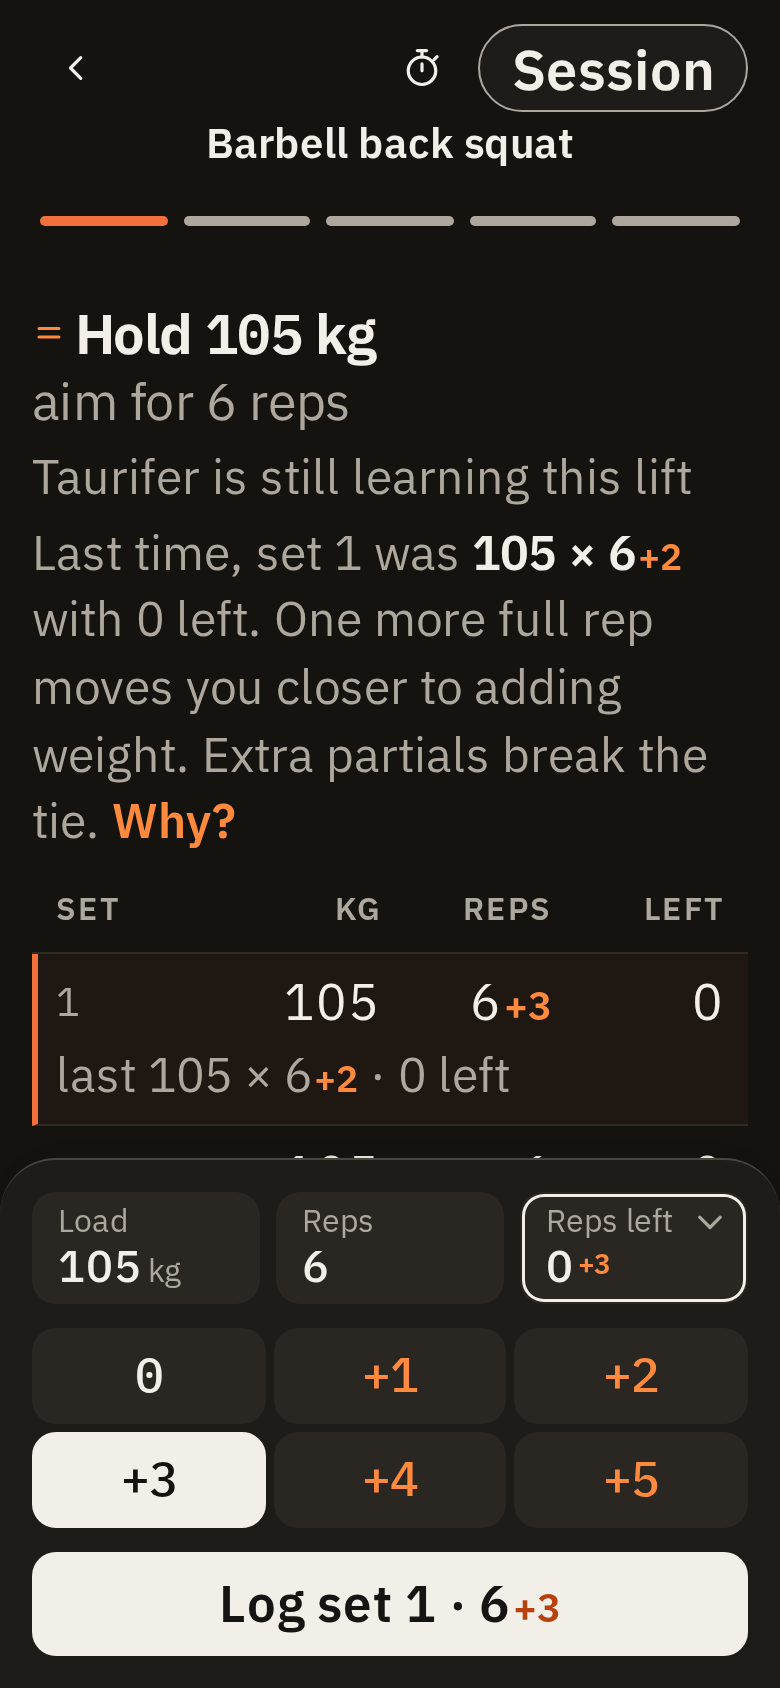 Session
Barbell back squat
= Hold 105 kg
aim for 6 reps
Taurifer is still learning this lift
Last time, set 1 was 105 × 6+2
with 0 left. One more full rep
moves you closer to adding
weight. Extra partials break the
tie. Why?
SET KG REPS LEFT
1 105 6+3 0
last 105 × 6+2 · 0 left
Load Reps Reps left
105 kg 6 0+3
0 +1 +2
+3 +4 +5
Log set 1 · 6+3